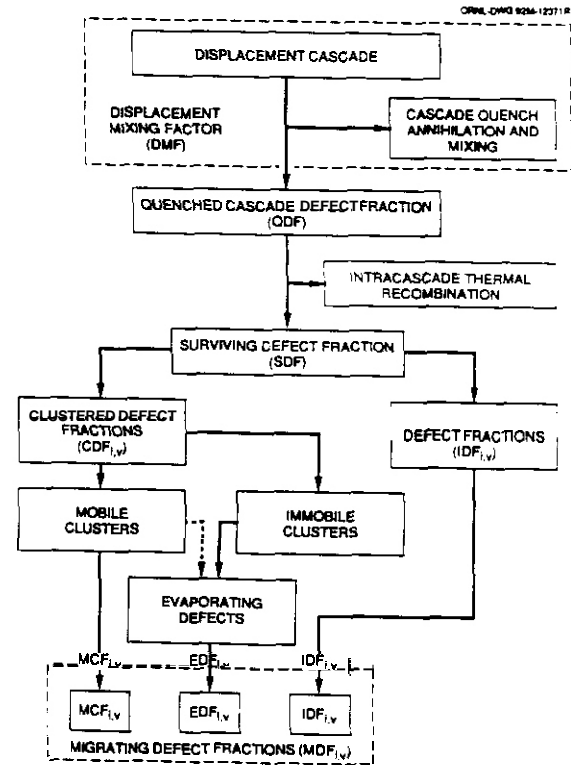 ORNL-DWG 92M-12371R
DISPLACEMENT CASCADE
DISPLACEMENT
MIXING FACTOR
(DMF)
CASCADE QUENCH
ANNIHILATION AND
MIXING
QUENCHED CASCADE DEFECT FRACTION
(QDF)
INTRACASCADE THERMAL
RECOMBINATION
SURVIVING DEFECT FRACTION
(SDF)
CLUSTERED DEFECT
FRACTIONS
(CDFi,v)
DEFECT FRACTIONS
(IDFi,v)
MOBILE
CLUSTERS
IMMOBILE
CLUSTERS
EVAPORATING
DEFECTS
MCFi,v
EDFi,v
IDFi,v
MCFi,v
EDFi,v
IDFi,v
MIGRATING DEFECT FRACTIONS (MDFi,v)